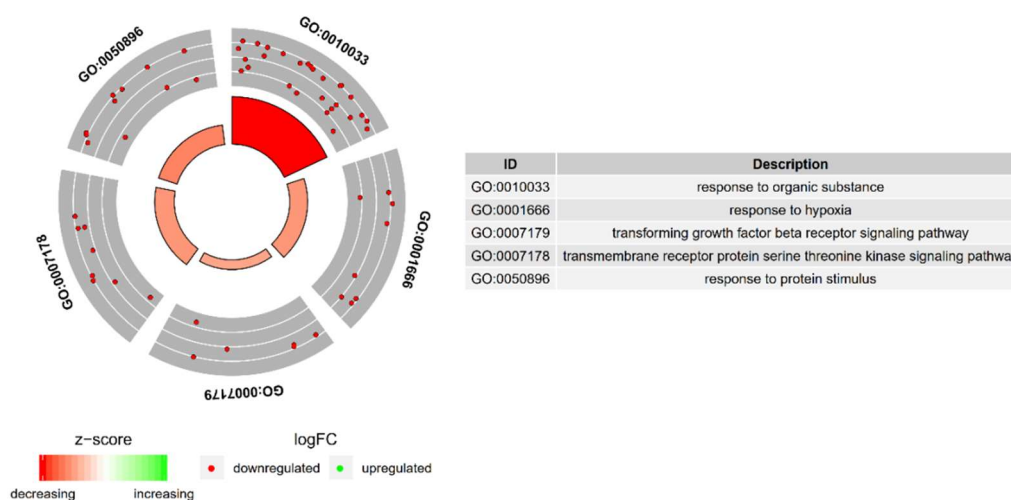 GO:0050896
GO:0010033
GO:0007178
GO:0001666
GO:0007179
ID Description
GO:0010033 response to organic substance
GO:0001666 response to hypoxia
GO:0007179 transforming growth factor beta receptor signaling pathway
GO:0007178 transmembrane receptor protein serine threonine kinase signaling pathwa
GO:0050896 response to protein stimulus
z-score logFC
downregulated upregulated
decreasing increasing